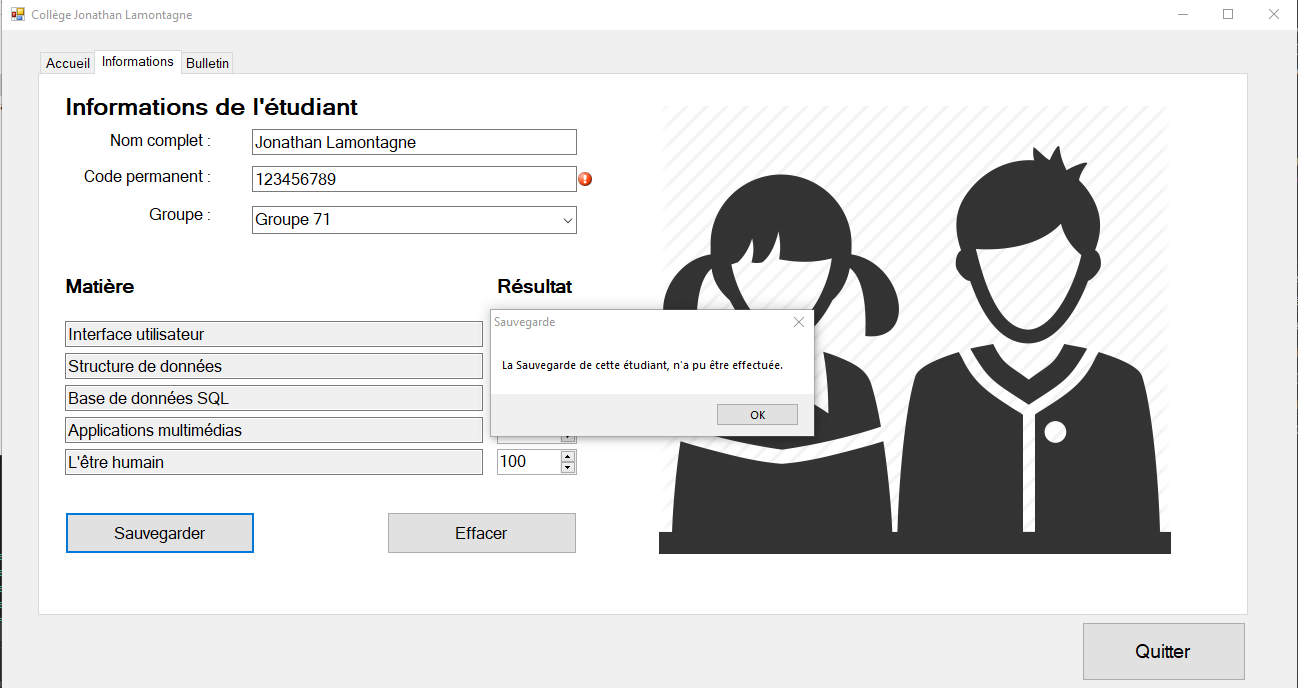 Collège Jonathan Lamontagne
Accueil Informations Bulletin
Informations de l'étudiant
Nom complet : Jonathan Lamontagne
Code permanent : 123456789
Groupe : Groupe 71
Matière Résultat
Sauvegarde
La Sauvegarde de cette étudiant, n'a pu être effectuée.
OK
Interface utilisateur
Structure de données
Base de données SQL
Applications multimédias
L'être humain 100
Sauvegarder Effacer
Quitter